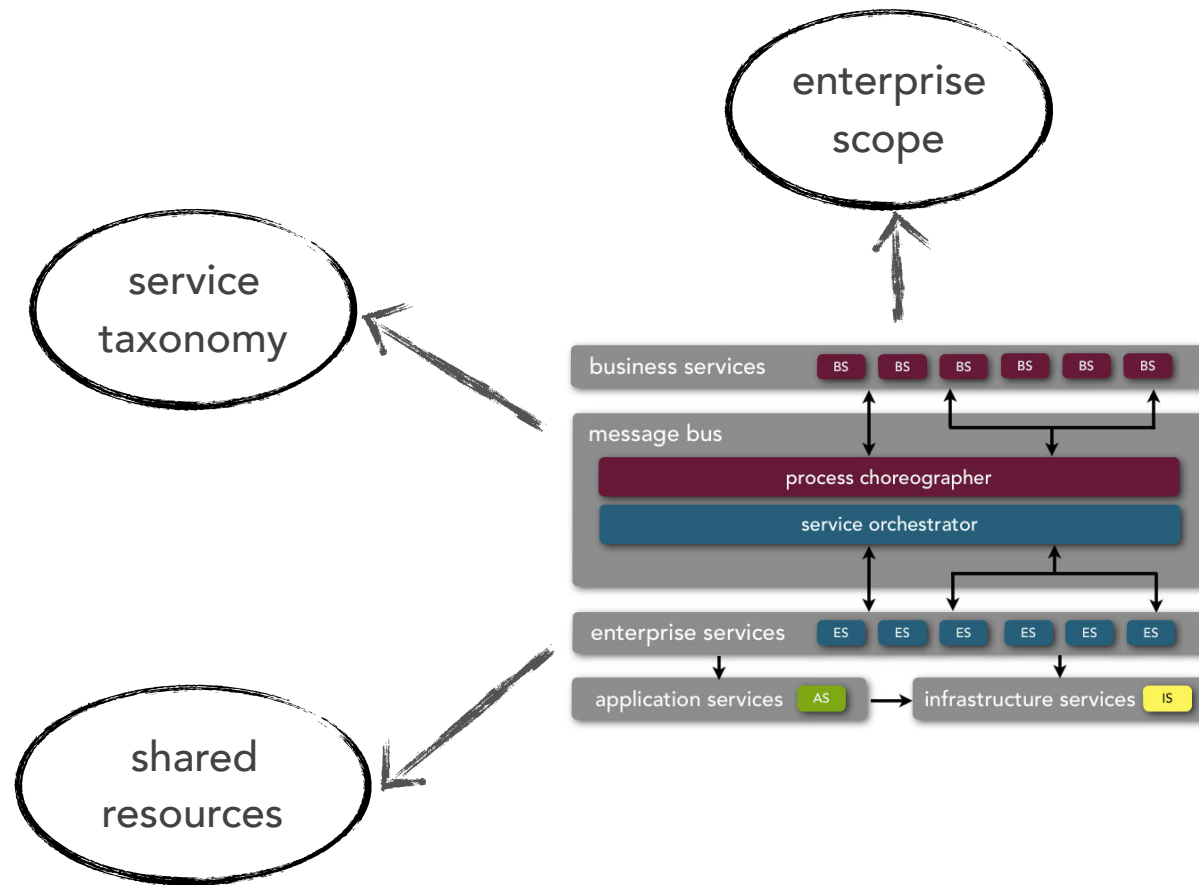 enterprise
scope
service
taxonomy
business services BS BS BS BS BS BS
message bus
process choreographer
service orchestrator
enterprise services ES ES ES ES ES ES
application services AS infrastructure services IS
shared
resources